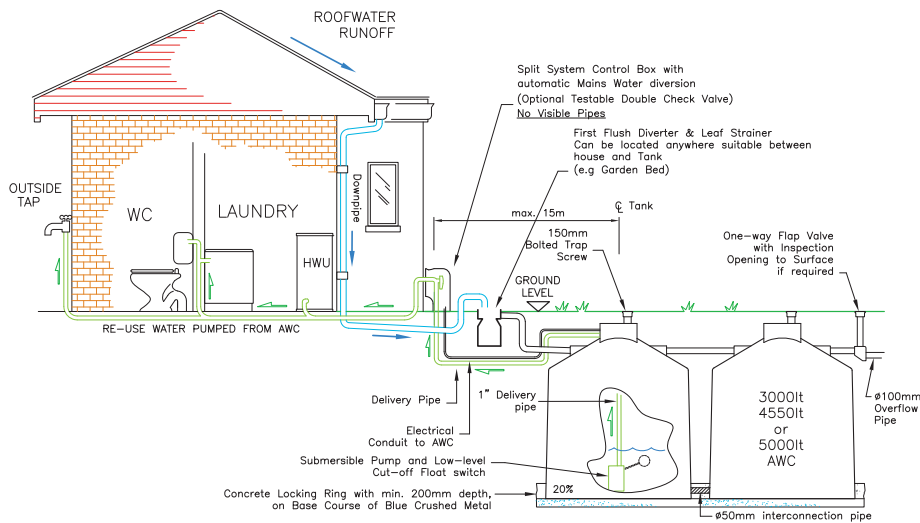 ROOFWATER
RUNOFF
Split System Control Box with
automatic Mains Water diversion
(Optional Testable Double Check Valve)
No Visible Pipes
First Flush Diverter & Leaf Strainer
Can be located anywhere suitable between
house and Tank
(e.g Garden Bed)
OUTSIDE
TAP
WC
LAUNDRY
Downpipe
HWU
max. 15m
℄ Tank
150mm
Bolted Trap
Screw
One-way Flap Valve
with Inspection
Opening to Surface
if required
GROUND
LEVEL
RE-USE WATER PUMPED FROM AWC
Delivery Pipe
1" Delivery
pipe
Electrical
Conduit to AWC
Submersible Pump and Low-level
Cut-off Float switch
Concrete Locking Ring with min. 200mm depth,
on Base Course of Blue Crushed Metal
20%
3000lt
4550lt
or
5000lt
AWC
ø100mm
Overflow
Pipe
ø50mm interconnection pipe